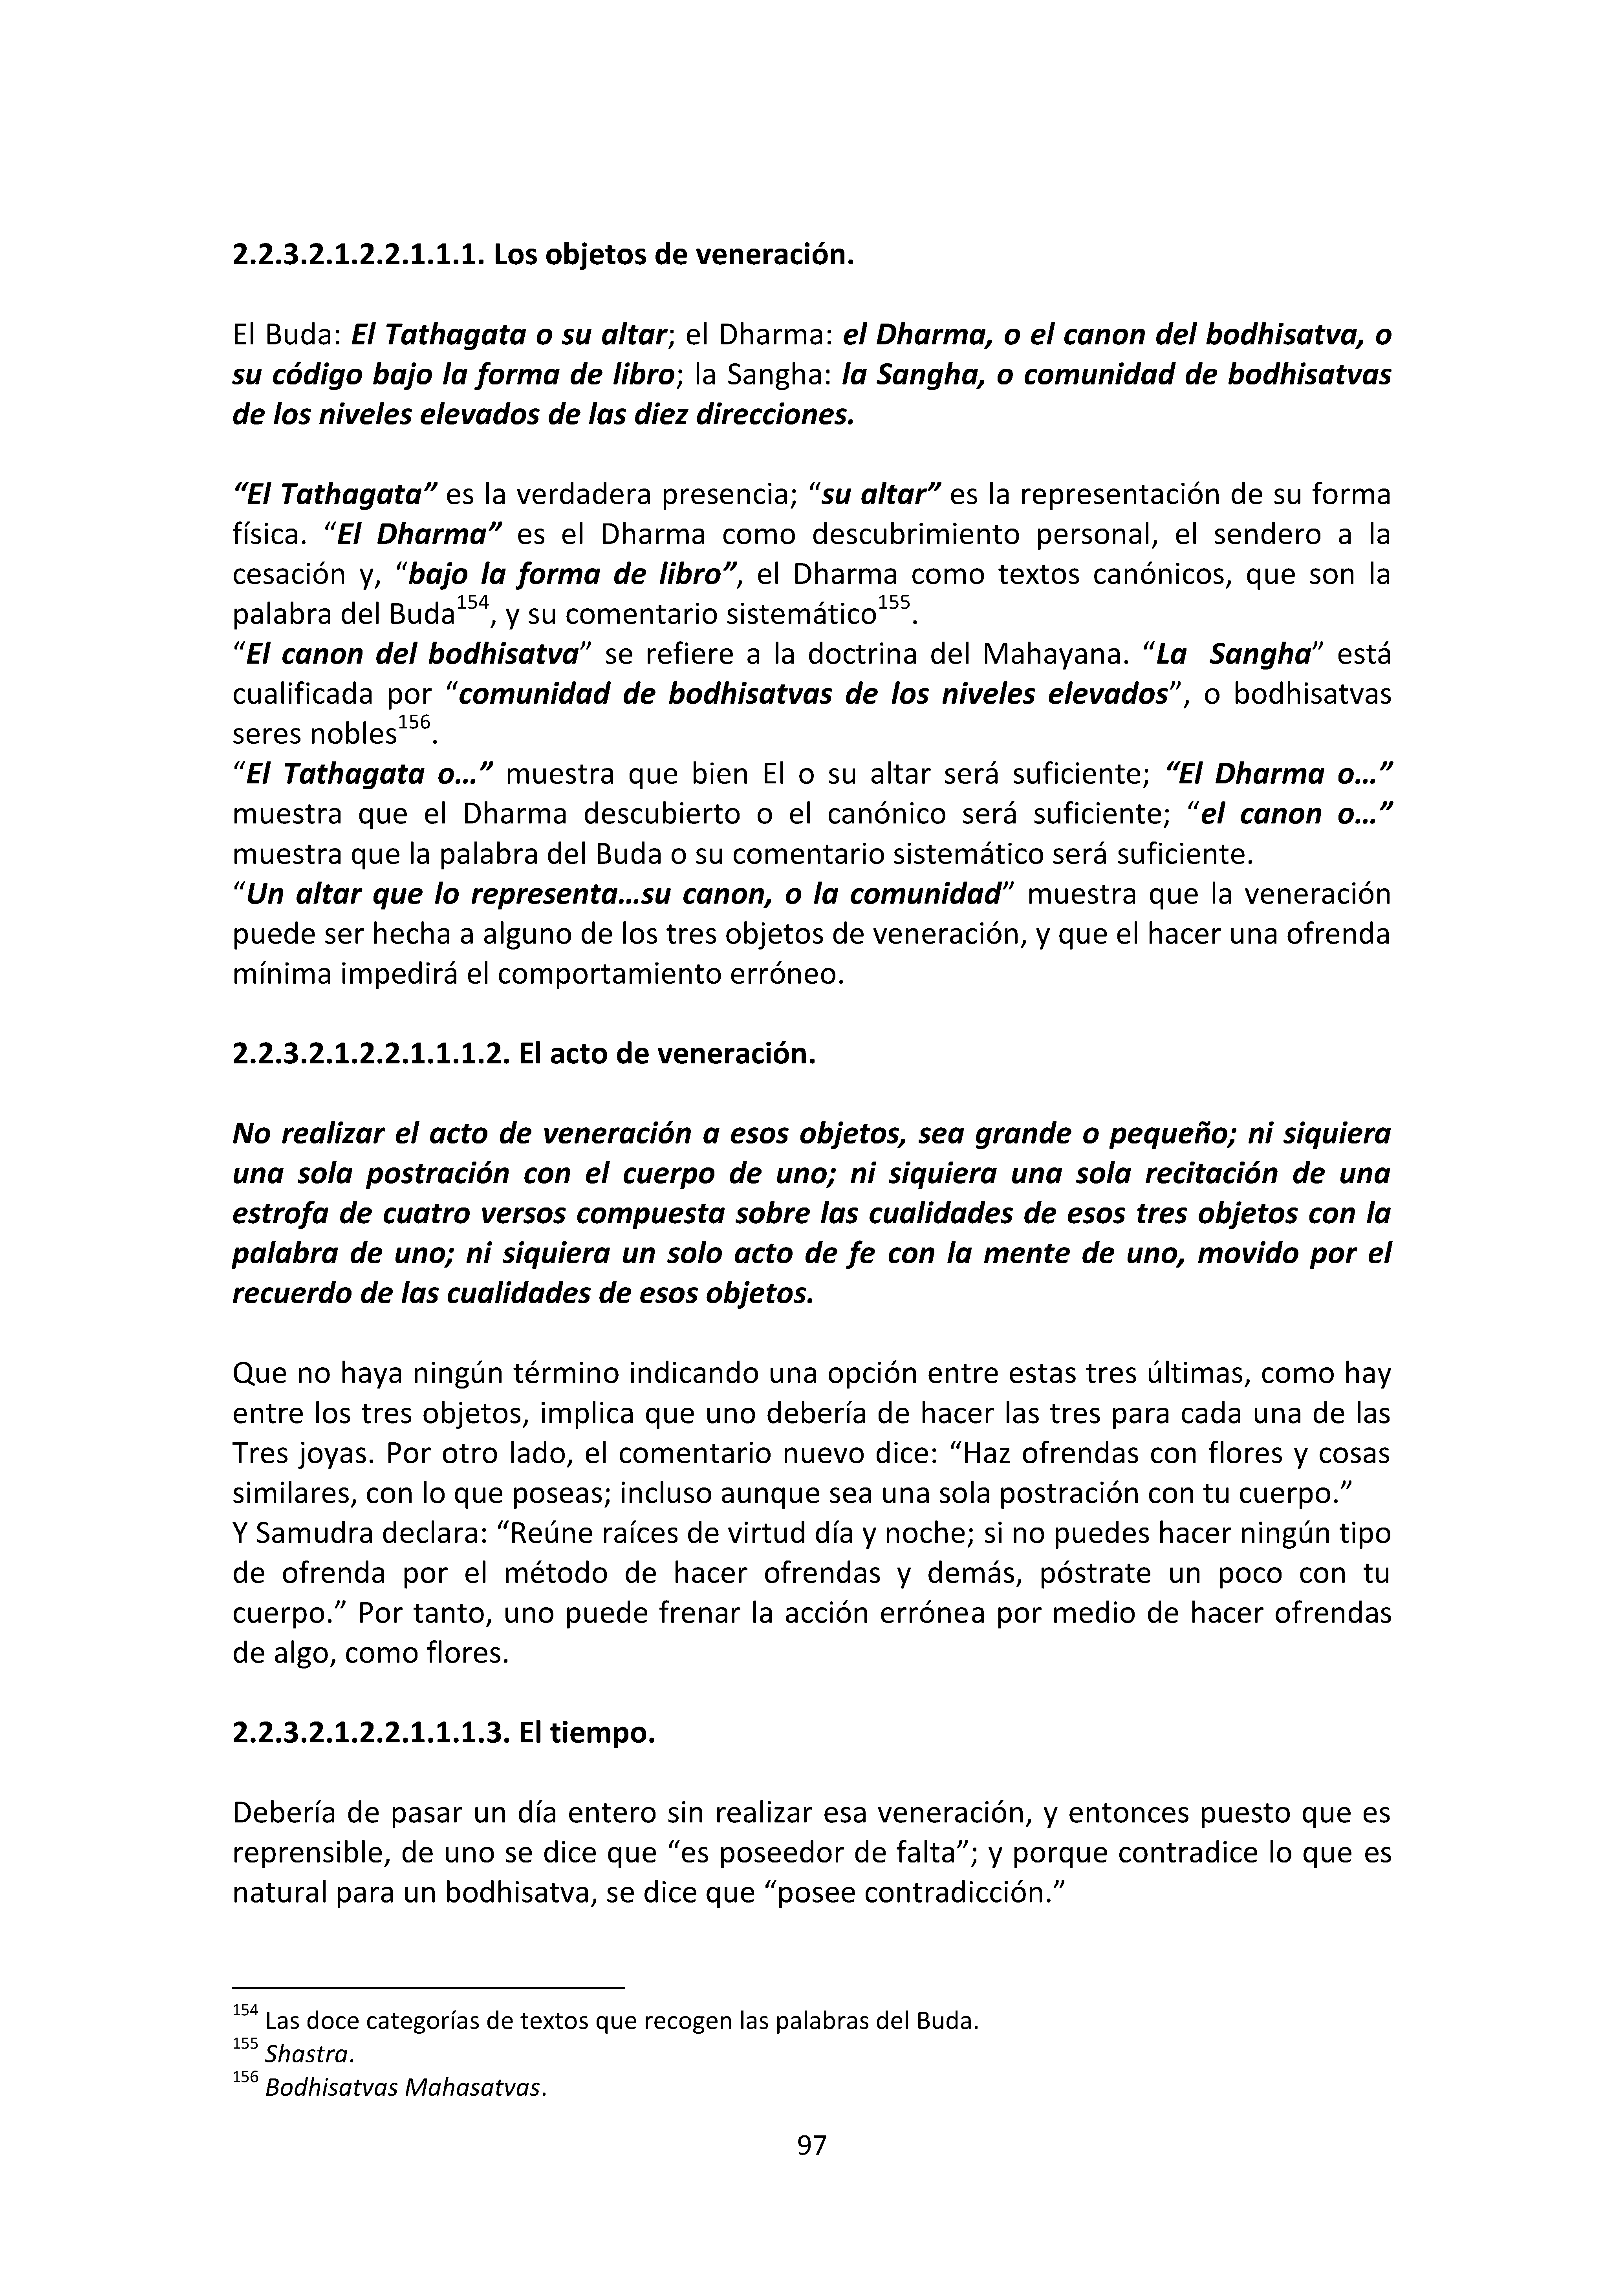 2.2.3.2.1.2.2.1.1.1. Los objetos de veneración.
El Buda: El Tathagata o su altar; el Dharma: el Dharma, o el canon del bodhisatva, o
su código bajo la forma de libro; la Sangha: la Sangha, o comunidad de bodhisatvas
de los niveles elevados de las diez direcciones.
“El Tathagata” es la verdadera presencia; “su altar” es la representación de su forma
física. “El Dharma” es el Dharma como descubrimiento personal, el sendero a la
cesación y, “bajo la forma de libro”, el Dharma como textos canónicos, que son la
palabra del Buda154, y su comentario sistemático155.
“El canon del bodhisatva” se refiere a la doctrina del Mahayana. “La Sangha” está
cualificada por “comunidad de bodhisatvas de los niveles elevados”, o bodhisatvas
seres nobles156.
“El Tathagata o…” muestra que bien El o su altar será suficiente; “El Dharma o…”
muestra que el Dharma descubierto o el canónico será suficiente; “el canon o…”
muestra que la palabra del Buda o su comentario sistemático será suficiente.
“Un altar que lo representa…su canon, o la comunidad” muestra que la veneración
puede ser hecha a alguno de los tres objetos de veneración, y que el hacer una ofrenda
mínima impedirá el comportamiento erróneo.
2.2.3.2.1.2.2.1.1.1.1.2. El acto de veneración.
No realizar el acto de veneración a esos objetos, sea grande o pequeño; ni siquiera
una sola postración con el cuerpo de uno; ni siquiera una sola recitación de una
estrofa de cuatro versos compuesta sobre las cualidades de esos tres objetos con la
palabra de uno; ni siquiera un solo acto de fe con la mente de uno, movido por el
recuerdo de las cualidades de esos objetos.
Que no haya ningún término indicando una opción entre estas tres últimas, como hay
entre los tres objetos, implica que uno debería de hacer las tres para cada una de las
Tres joyas. Por otro lado, el comentario nuevo dice: “Haz ofrendas con flores y cosas
similares, con lo que poseas; incluso aunque sea una sola postración con tu cuerpo.”
Y Samudra declara: “Reúne raíces de virtud día y noche; si no puedes hacer ningún tipo
de ofrenda por el método de hacer ofrendas y demás, póstrate un poco con tu
cuerpo.” Por tanto, uno puede frenar la acción errónea por medio de hacer ofrendas
de algo, como flores.
2.2.3.2.1.2.2.1.1.1.1.3. El tiempo.
Debería de pasar un día entero sin realizar esa veneración, y entonces puesto que es
reprensible, de uno se dice que “es poseedor de falta”; y porque contradice lo que es
natural para un bodhisatva, se dice que “posee contradicción.”
154 Las doce categorías de textos que recogen las palabras del Buda.
155 Shastra.
156 Bodhisatvas Mahasatvas.
97